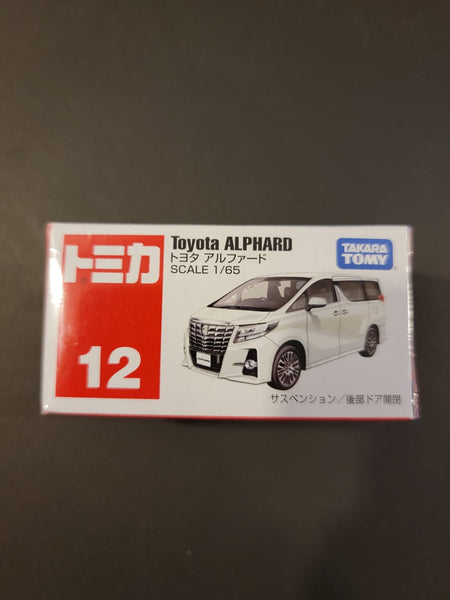 トミカ
12
Toyota ALPHARD
トヨタ アルファード
SCALE 1/65
TAKARA
TOMY
サスペンション／後部ドア開閉